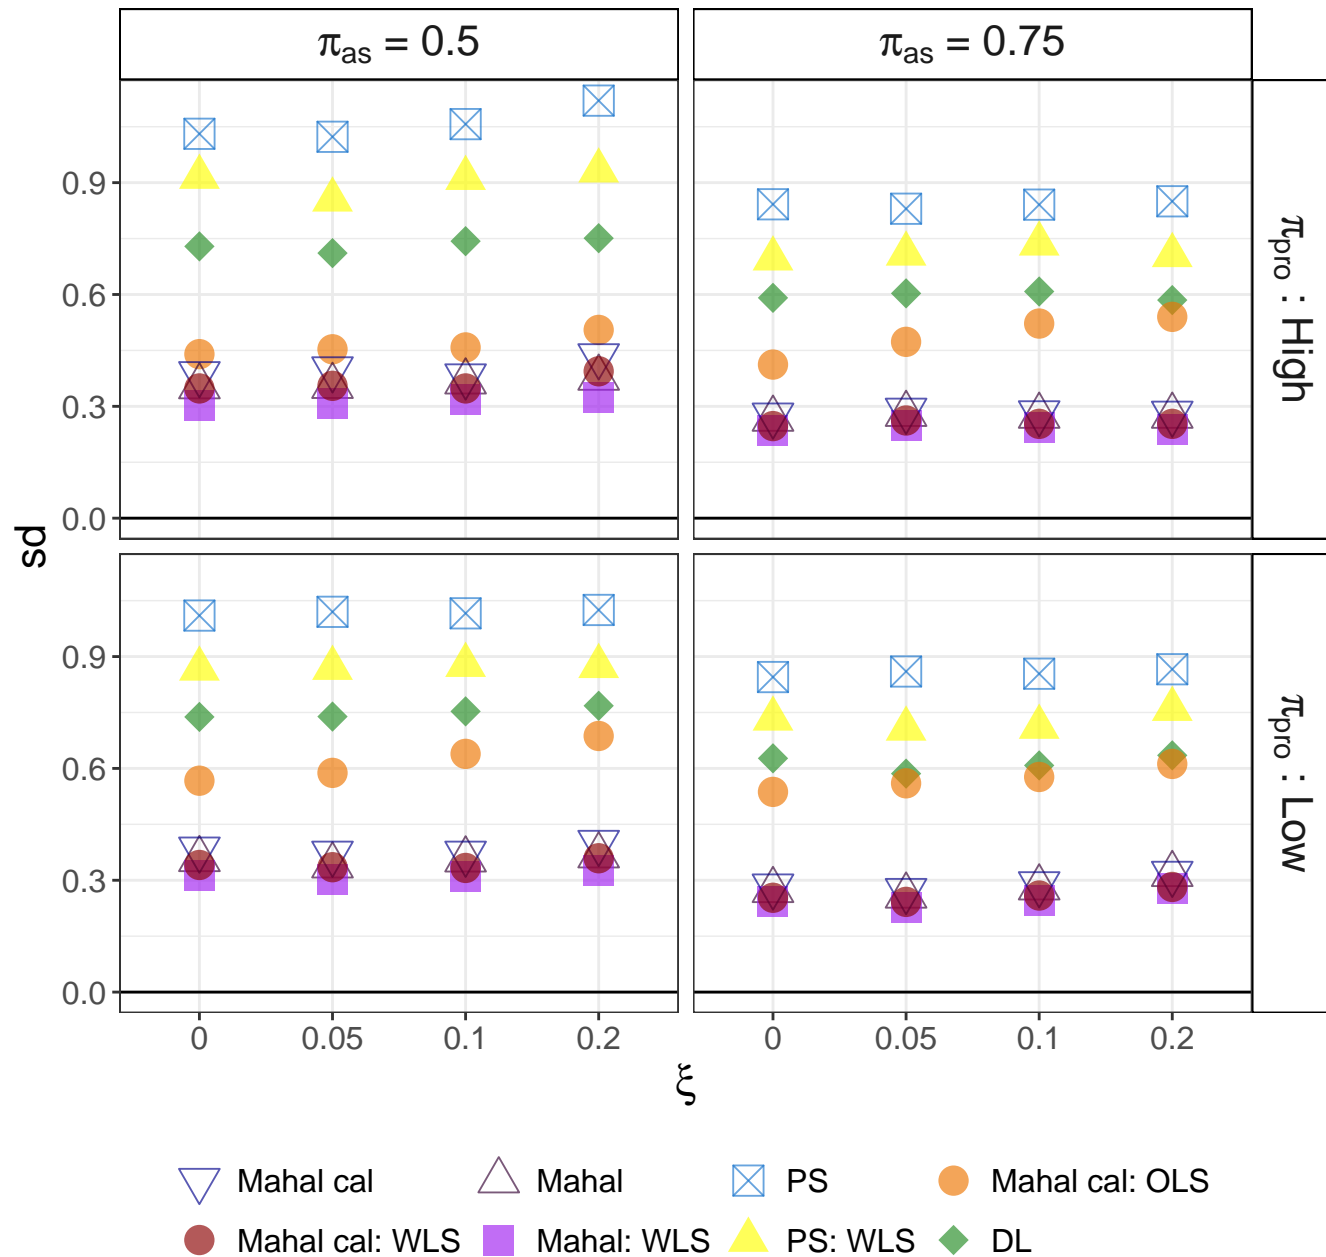 π_as = 0.5
π_as = 0.75
0.9
0.6
0.3
0.0
π_pro : High
sd
0.9
0.6
0.3
0.0
π_pro : Low
0 0.05 0.1 0.2
0 0.05 0.1 0.2
ξ
Mahal cal Mahal PS Mahal cal: OLS
Mahal cal: WLS Mahal: WLS PS: WLS DL